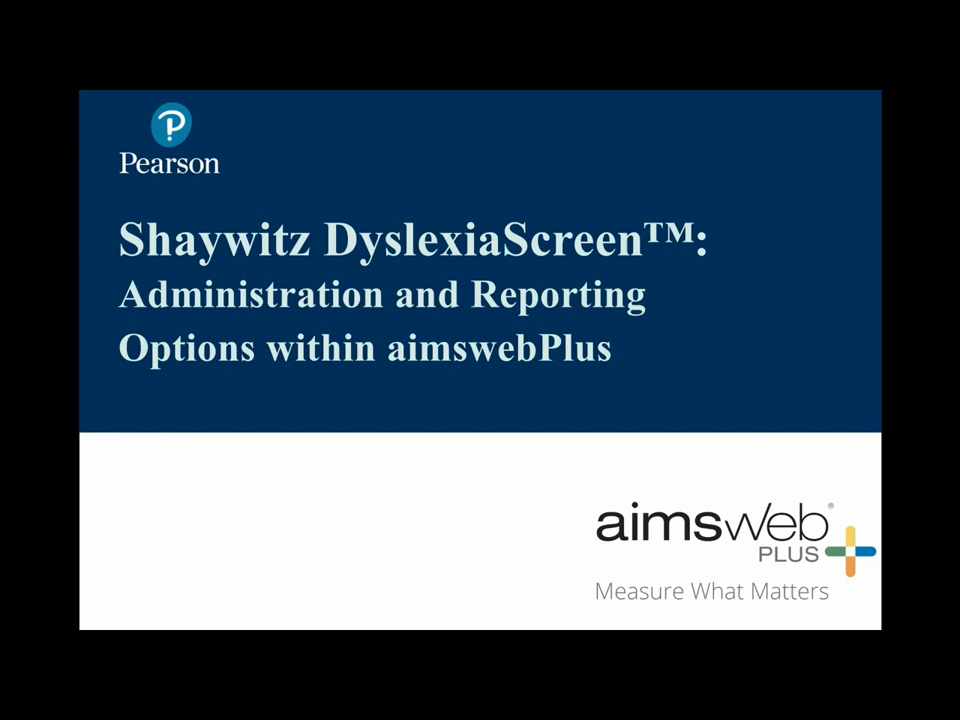 Pearson
Shaywitz DyslexiaScreen™:
Administration and Reporting
Options within aimswebPlus
aimsweb®
PLUS
Measure What Matters